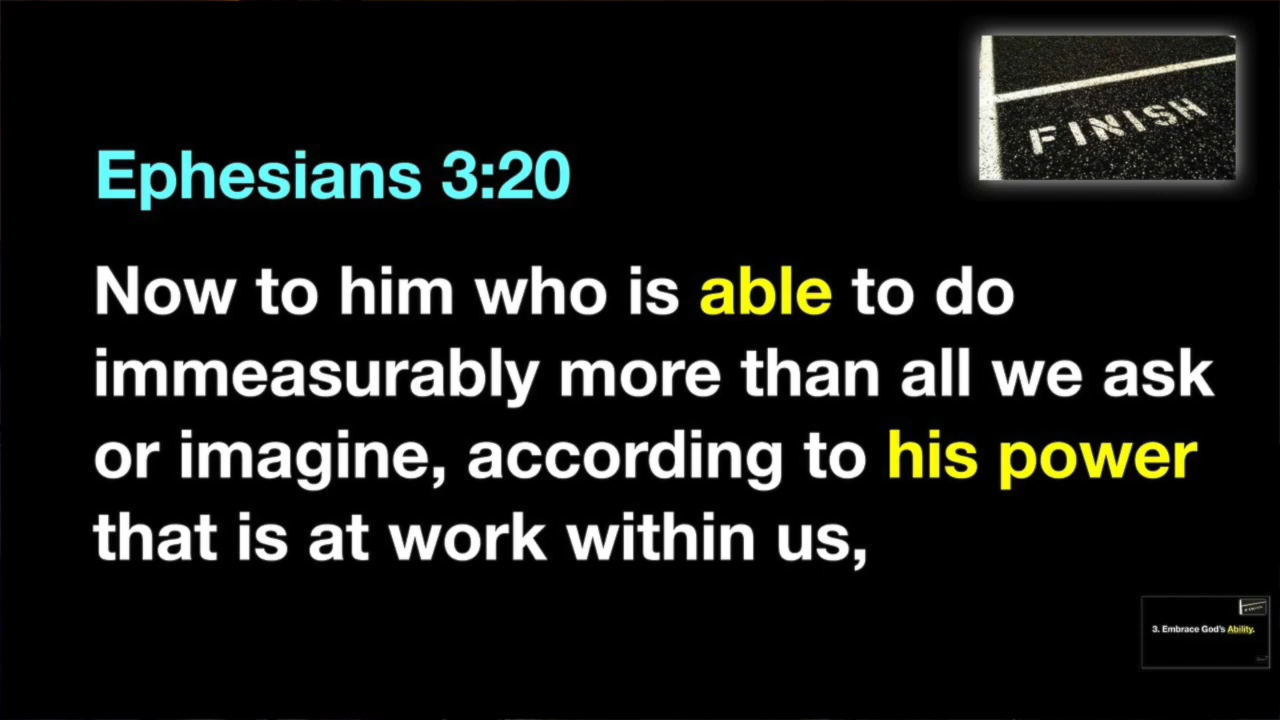 FINISH
Ephesians 3:20
Now to him who is able to do
immeasurably more than all we ask
or imagine, according to his power
that is at work within us,
3. Embrace God's Ability.